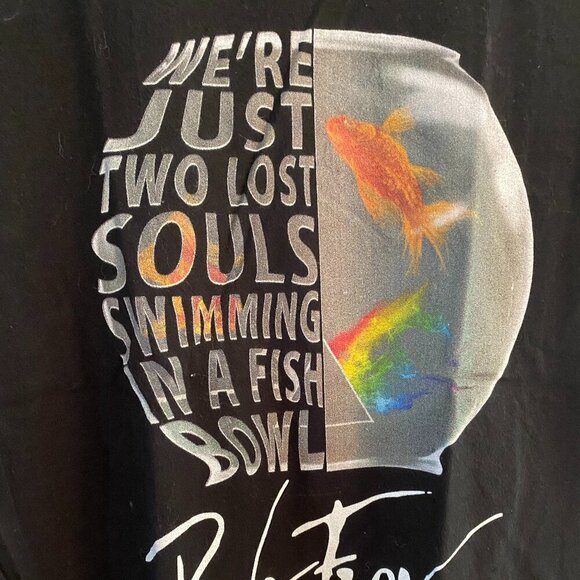 WE'RE
JUST
TWO LOST
SOULS
SWIMMING
IN A FISH
BOWL